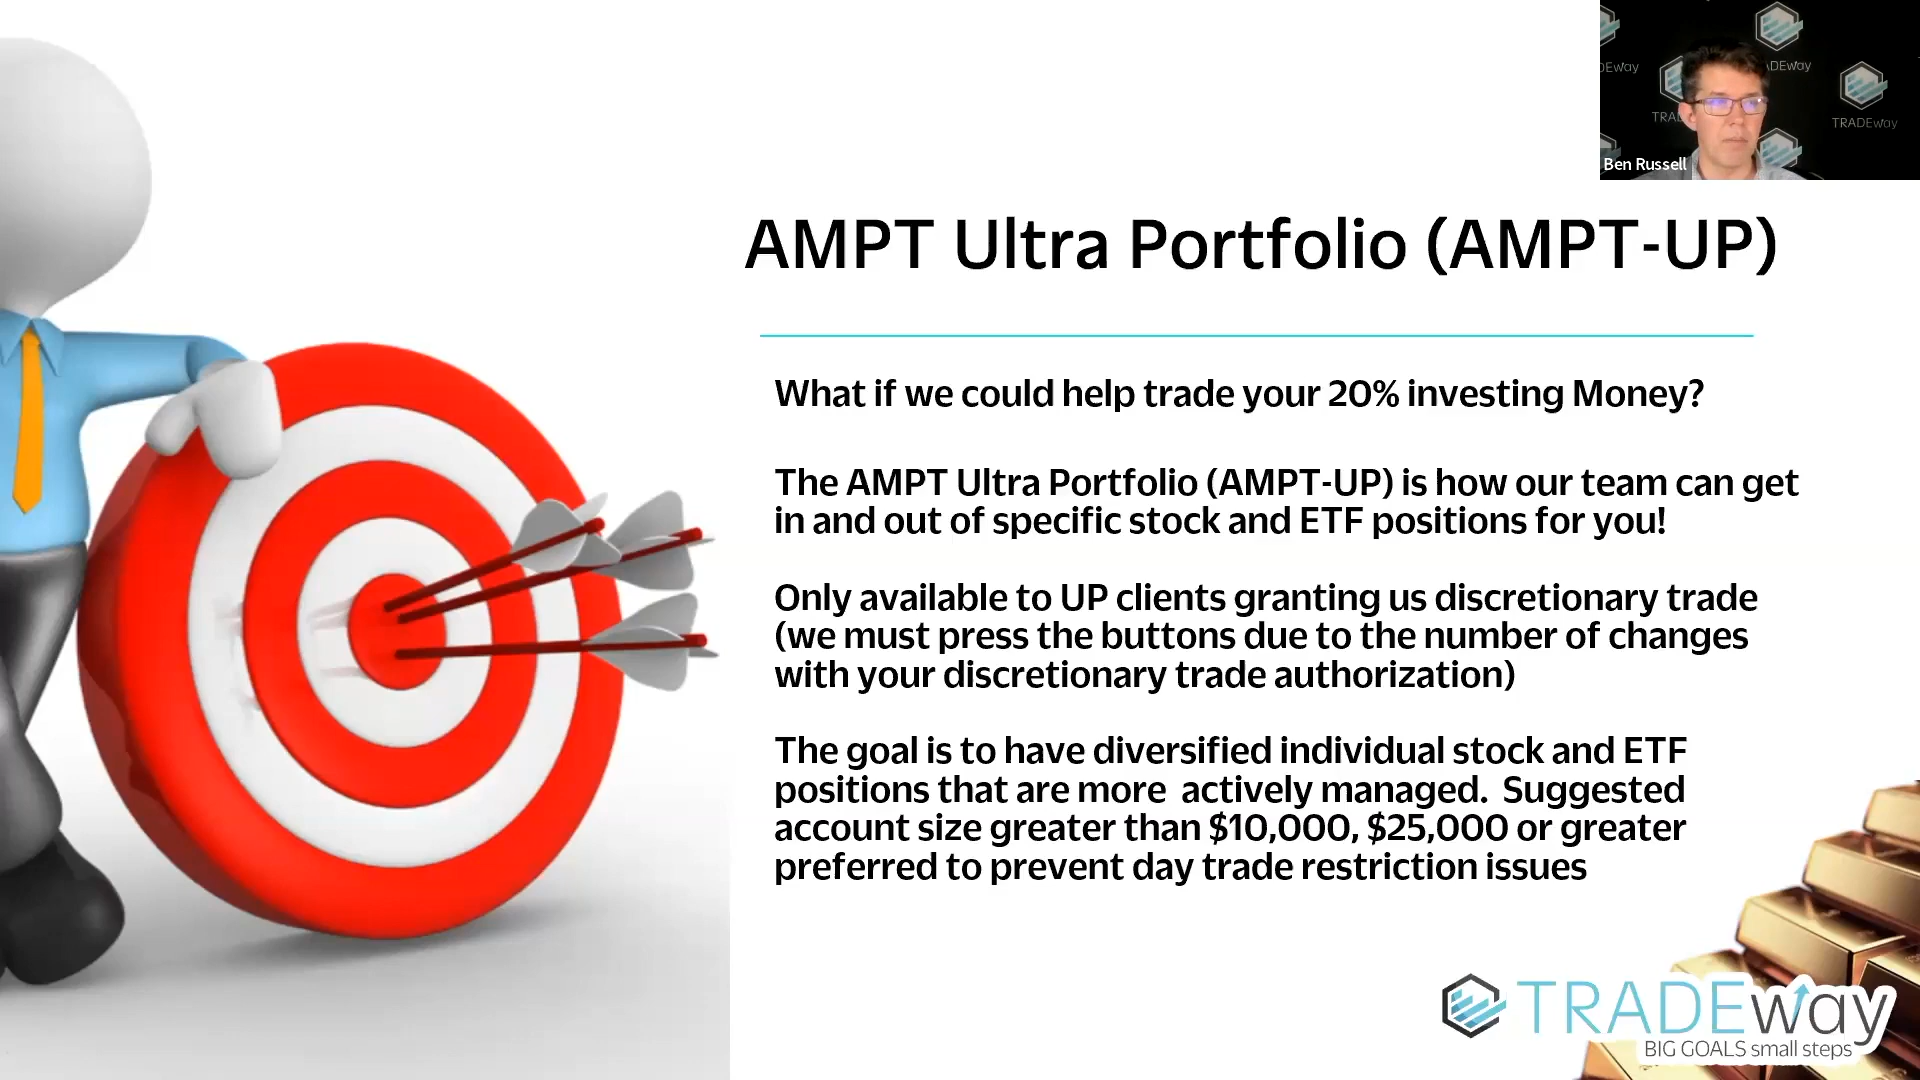 DEway
ADEway
TRAD
TRADEway
Ben Russell
AMPT Ultra Portfolio (AMPT-UP)
What if we could help trade your 20% investing Money?
The AMPT Ultra Portfolio (AMPT-UP) is how our team can get
in and out of specific stock and ETF positions for you!
Only available to UP clients granting us discretionary trade
(we must press the buttons due to the number of changes
with your discretionary trade authorization)
The goal is to have diversified individual stock and ETF
positions that are more  actively managed.  Suggested
account size greater than $10,000, $25,000 or greater
preferred to prevent day trade restriction issues
TRADEway
BIG GOALS small steps